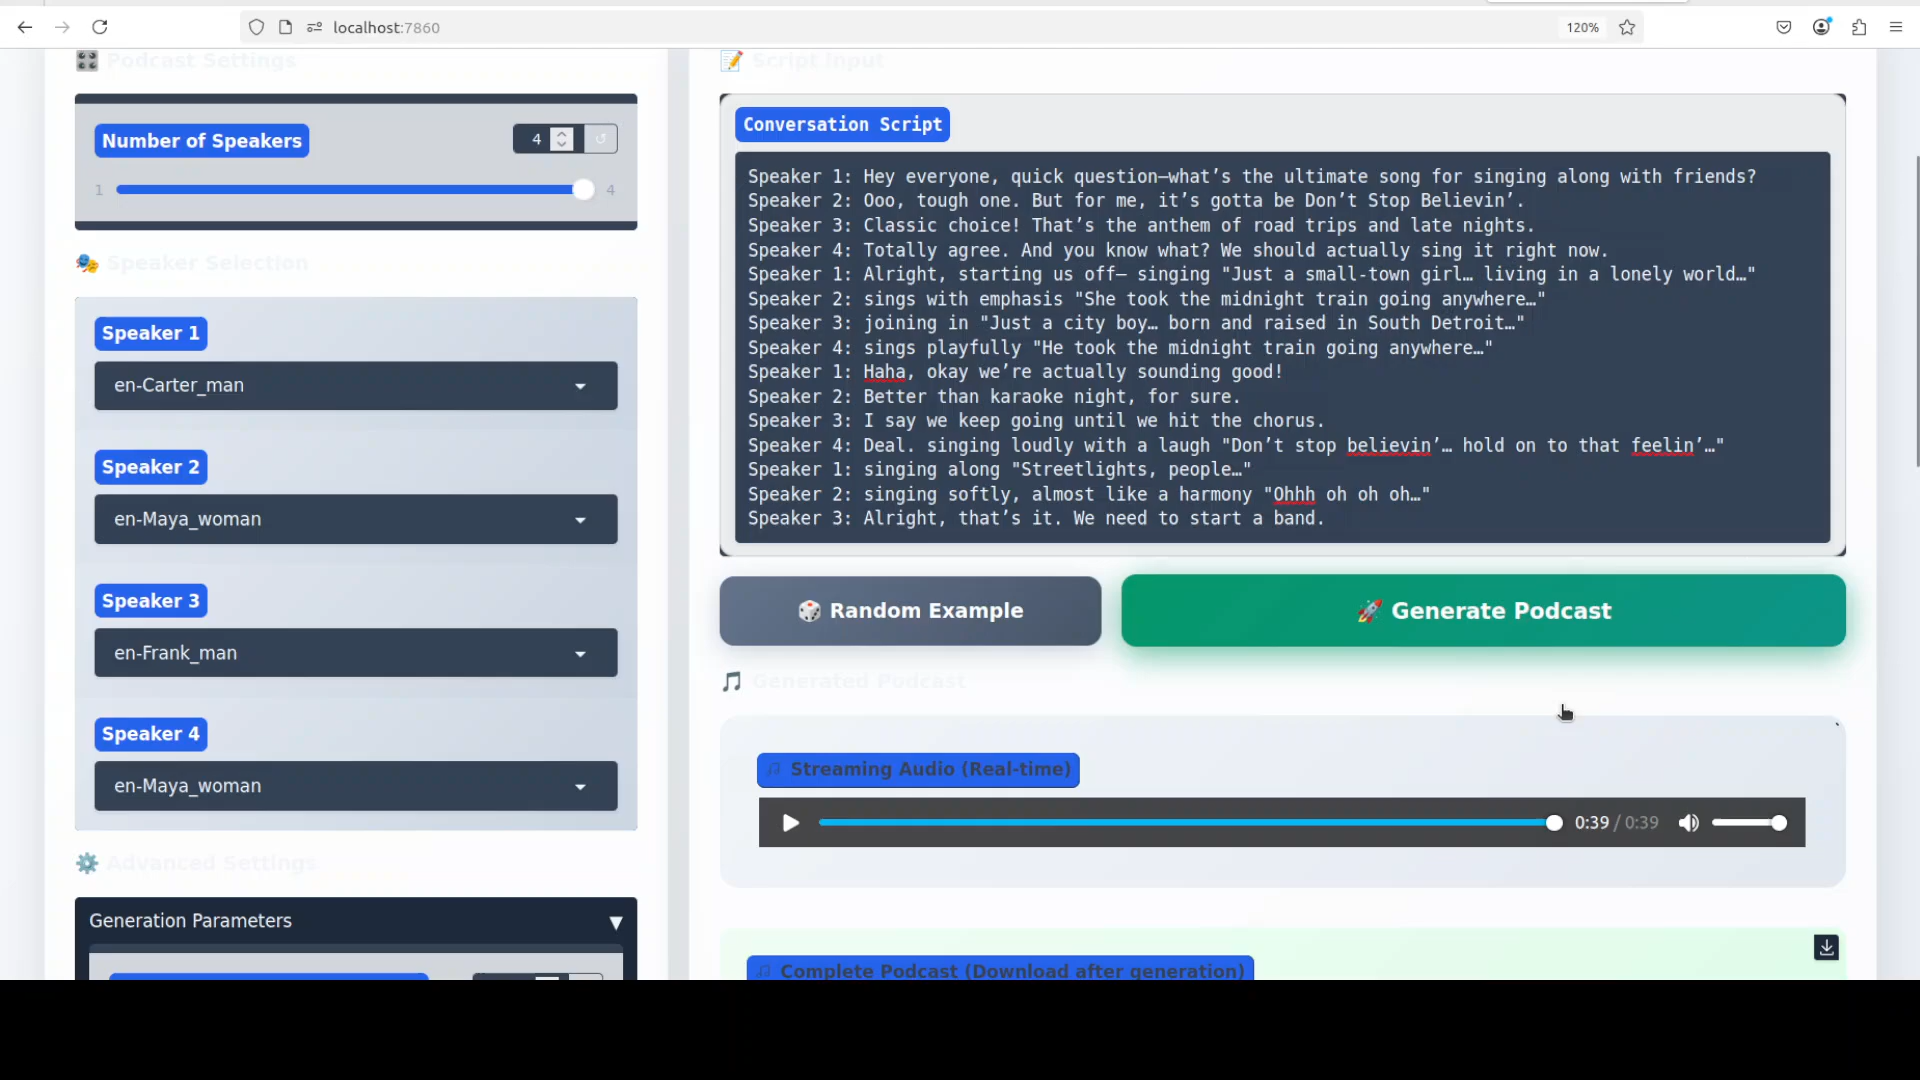 localhost:7860
120%
Podcast Settings
Number of Speakers
4
1
4
Speaker Selection
Speaker 1
en-Carter_man
Speaker 2
en-Maya_woman
Speaker 3
en-Frank_man
Speaker 4
en-Maya_woman
Advanced Settings
Generation Parameters
Script Input
Conversation Script
Speaker 1: Hey everyone, quick question—what’s the ultimate song for singing along with friends?
Speaker 2: Ooo, tough one. But for me, it’s gotta be Don’t Stop Believin’.
Speaker 3: Classic choice! That’s the anthem of road trips and late nights.
Speaker 4: Totally agree. And you know what? We should actually sing it right now.
Speaker 1: Alright, starting us off— singing "Just a small-town girl… living in a lonely world…"
Speaker 2: sings with emphasis "She took the midnight train going anywhere…"
Speaker 3: joining in "Just a city boy… born and raised in South Detroit…"
Speaker 4: sings playfully "He took the midnight train going anywhere…"
Speaker 1: Haha, okay we’re actually sounding good!
Speaker 2: Better than karaoke night, for sure.
Speaker 3: I say we keep going until we hit the chorus.
Speaker 4: Deal. singing loudly with a laugh "Don’t stop believin’… hold on to that feelin’…"
Speaker 1: singing along "Streetlights, people…"
Speaker 2: singing softly, almost like a harmony "Ohhh oh oh oh…"
Speaker 3: Alright, that’s it. We need to start a band.
Random Example
Generate Podcast
Generated Podcast
Streaming Audio (Real-time)
0:39 / 0:39
Complete Podcast (Download after generation)